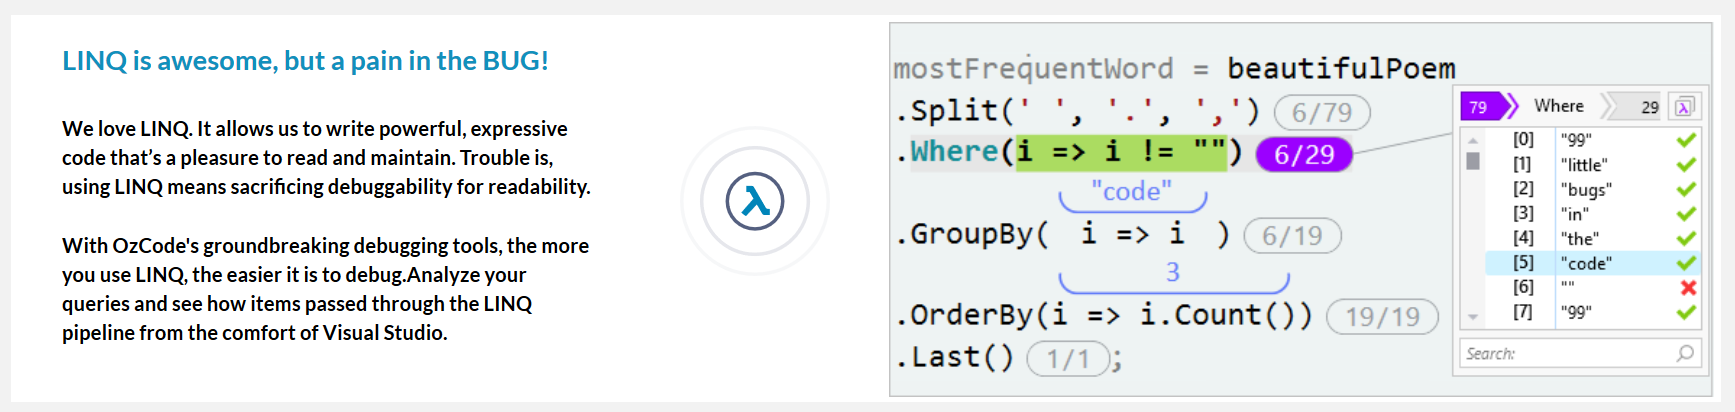 LINQ is awesome, but a pain in the BUG!
We love LINQ. It allows us to write powerful, expressive
code that’s a pleasure to read and maintain. Trouble is,
using LINQ means sacrificing debuggability for readability.
With OzCode's groundbreaking debugging tools, the more
you use LINQ, the easier it is to debug.Analyze your
queries and see how items passed through the LINQ
pipeline from the comfort of Visual Studio.
λ
mostFrequentWord = beautifulPoem
.Split(' ', '.', ',') 6/79
.Where(i => i != "") 6/29
"code"
.GroupBy( i => i ) 6/19
3
.OrderBy(i => i.Count()) 19/19
.Last() 1/1 ;
79 Where 29 λ
[0] "99"
[1] "little"
[2] "bugs"
[3] "in"
[4] "the"
[5] "code"
[6] ""
[7] "99"
Search: